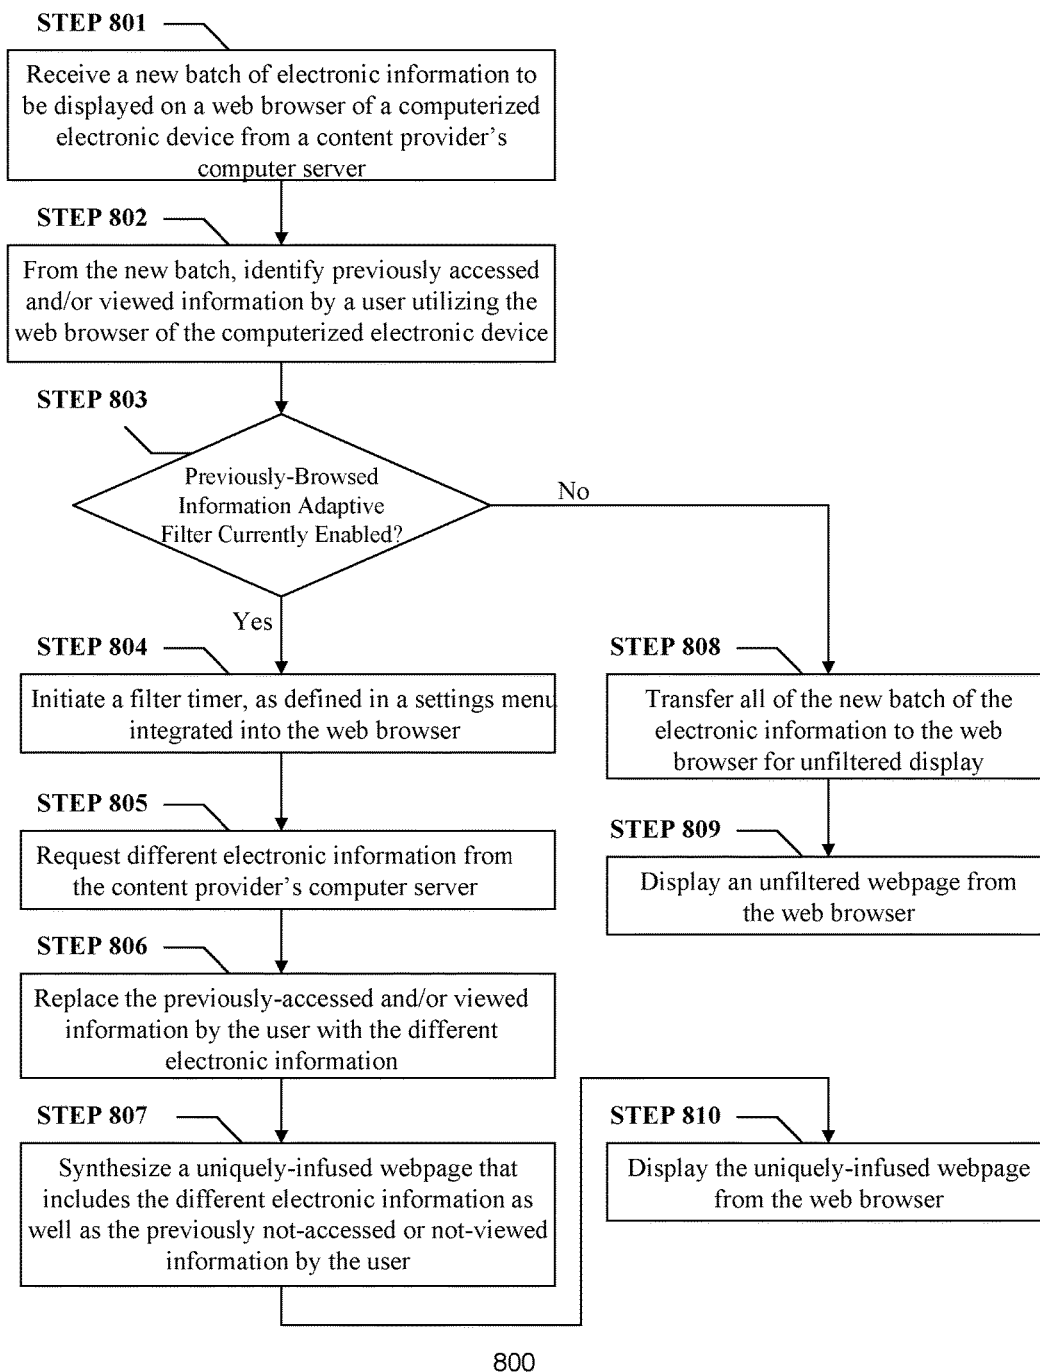 STEP 801
Receive a new batch of electronic information to
be displayed on a web browser of a computerized
electronic device from a content provider's
computer server
STEP 802
From the new batch, identify previously accessed
and/or viewed information by a user utilizing the
web browser of the computerized electronic device
STEP 803
Previously-Browsed
Information Adaptive
Filter Currently Enabled?
No
Yes
STEP 804
Initiate a filter timer, as defined in a settings menu
integrated into the web browser
STEP 805
Request different electronic information from
the content provider's computer server
STEP 806
Replace the previously-accessed and/or viewed
information by the user with the different
electronic information
STEP 807
Synthesize a uniquely-infused webpage that
includes the different electronic information as
well as the previously not-accessed or not-viewed
information by the user
STEP 808
Transfer all of the new batch of the
electronic information to the web
browser for unfiltered display
STEP 809
Display an unfiltered webpage from
the web browser
STEP 810
Display the uniquely-infused webpage
from the web browser
800